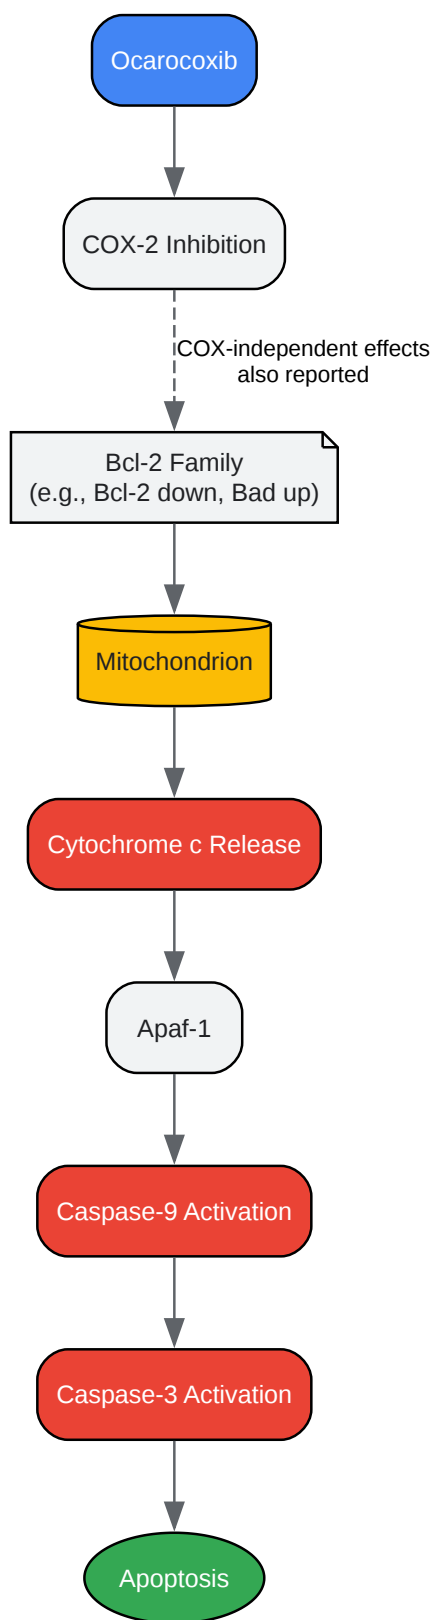 Ocarocoxib
COX-2 Inhibition
COX-independent effects
also reported
Bcl-2 Family
(e.g., Bcl-2 down, Bad up)
Mitochondrion
Cytochrome c Release
Apaf-1
Caspase-9 Activation
Caspase-3 Activation
Apoptosis